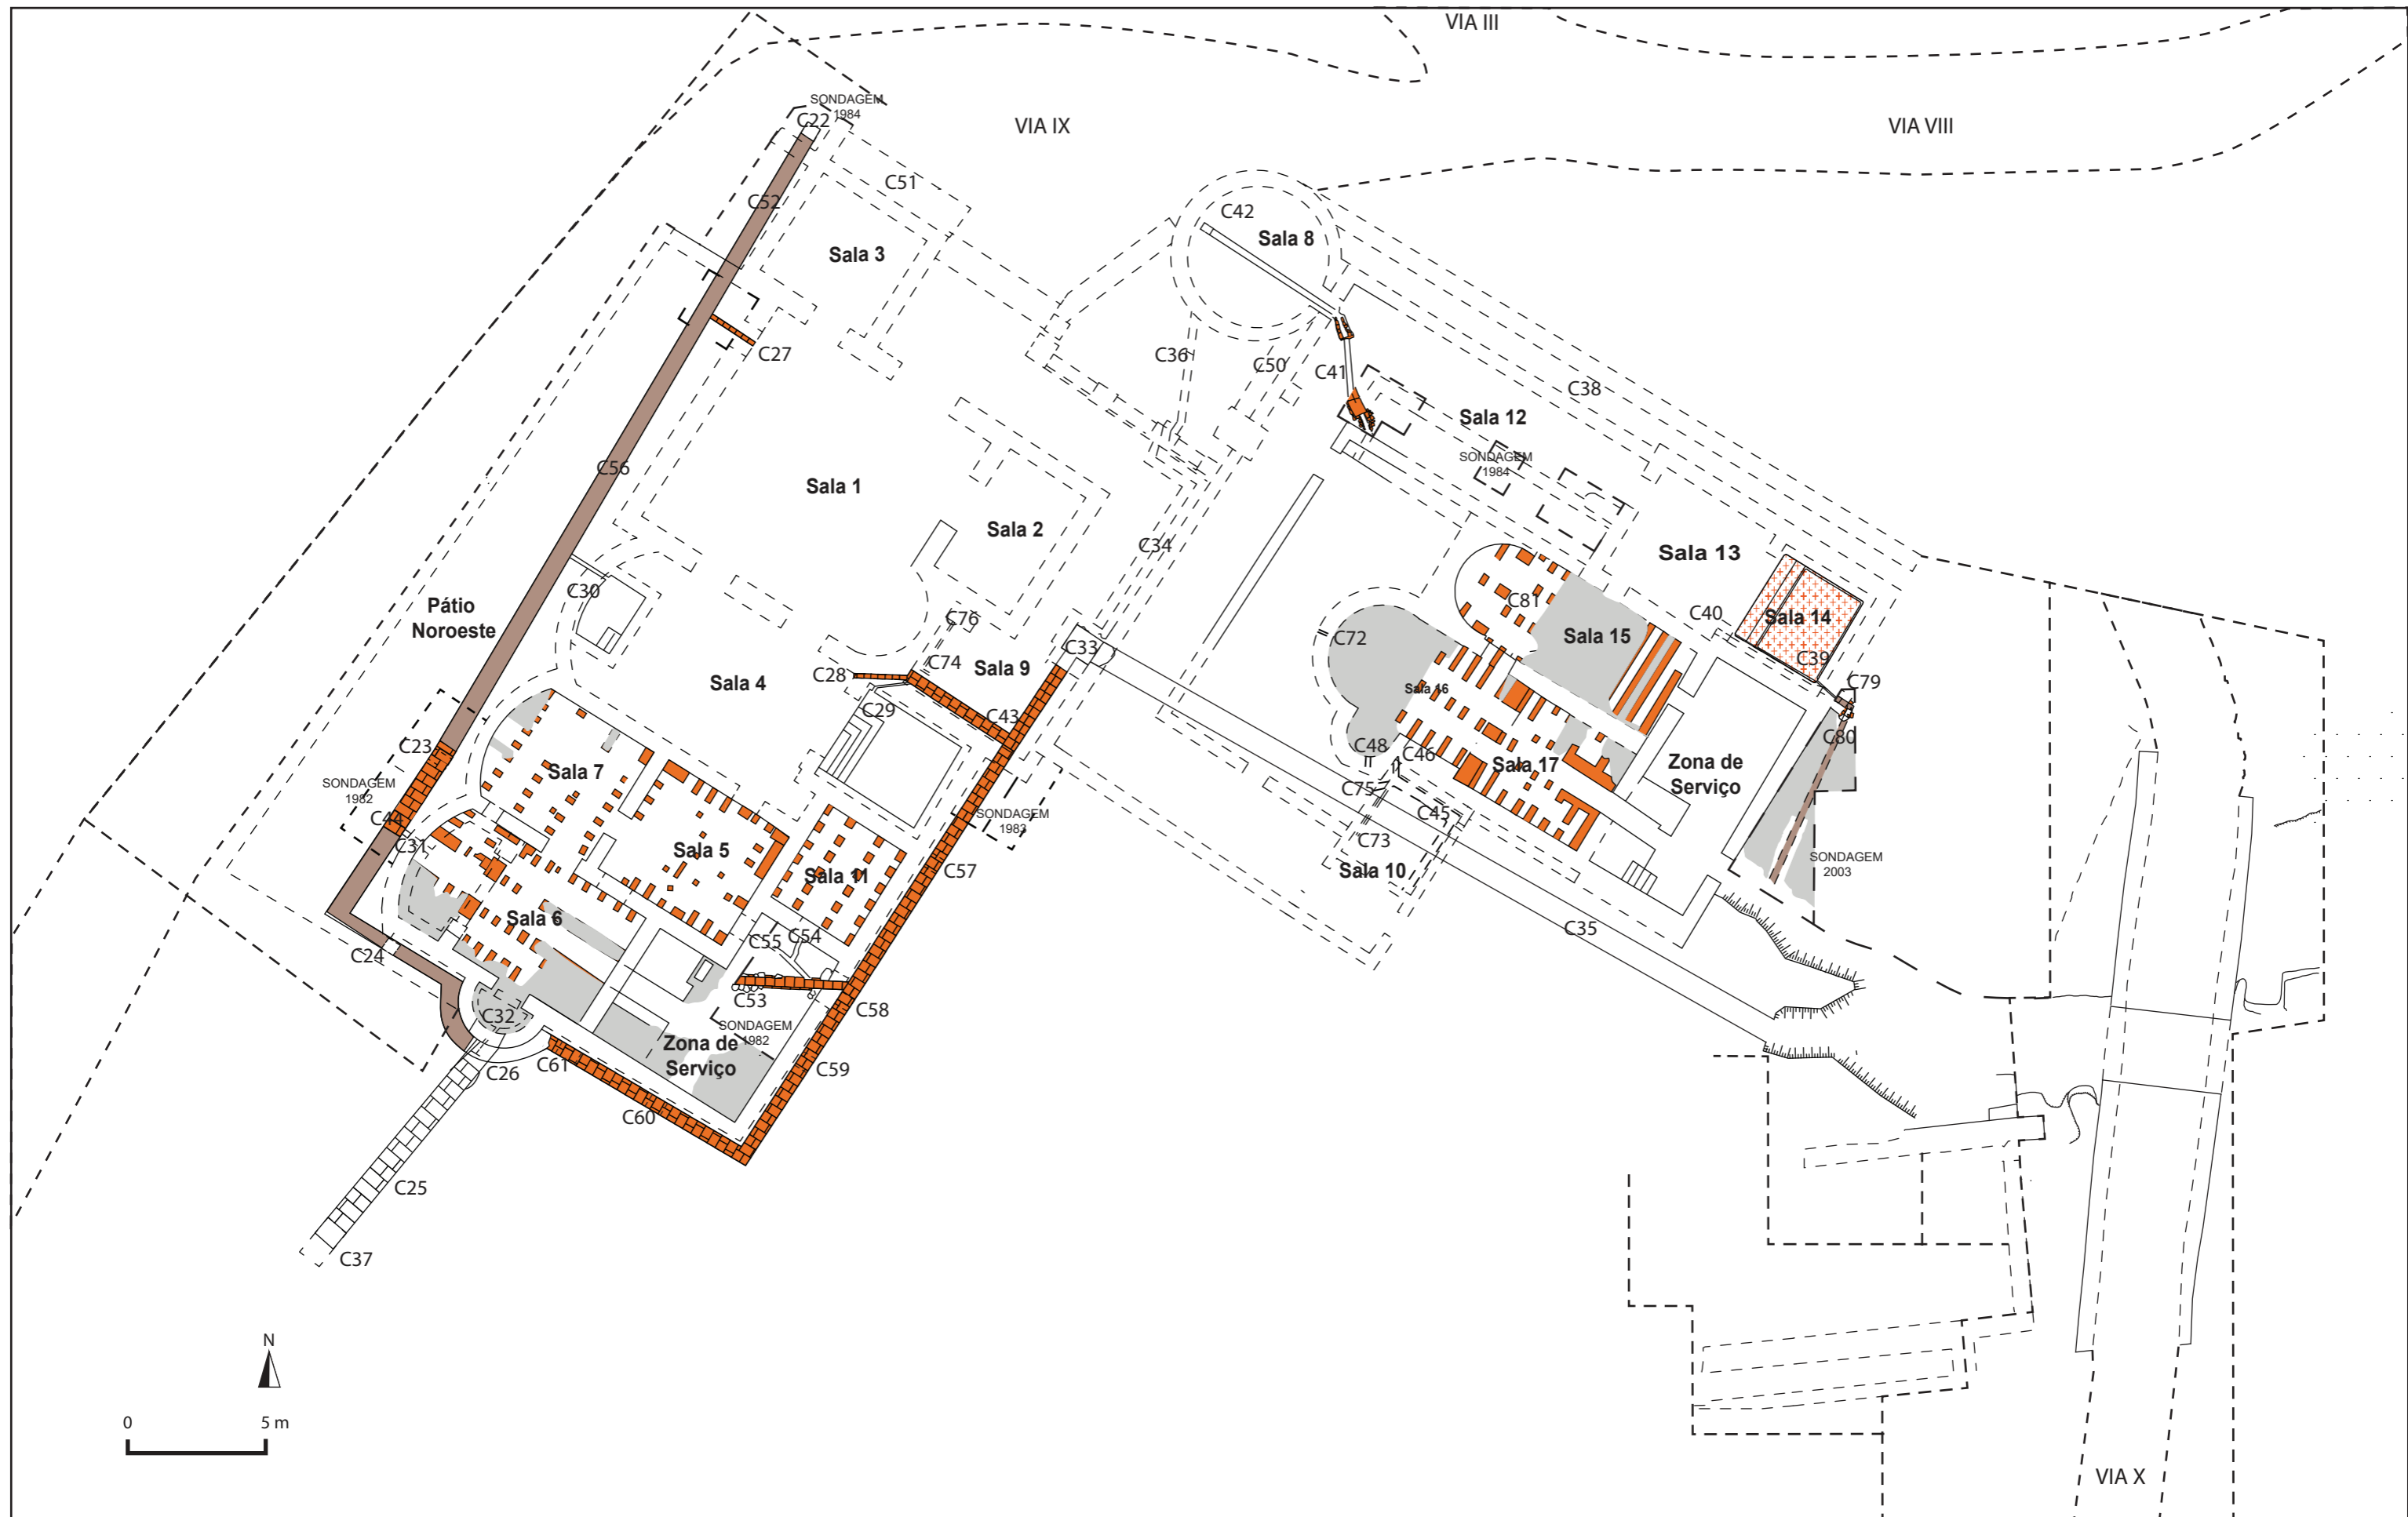 VIA III
SONDAGEM
1984
C22
VIA IX
VIA VIII
C51
C52
C42
Sala 8
Sala 3
C27
C36
C50
C41
C38
Sala 12
SONDAGEM
1984
C56
Sala 1
Sala 2
C34
Sala 13
C30
Pátio
Noroeste
C76
C81
C40
Sala 14
C72
Sala 15
C33
C74
Sala 9
C28
Sala 4
C39
C79
Sala 16
C29
C43
C80
C23
C48
C46
Sala 7
Sala 17
Zona de
Serviço
SONDAGEM
1982
C75
C44
SONDAGEM
1983
C45
C31
Sala 5
C73
C57
Sala 11
Sala 10
SONDAGEM
2003
Sala 6
C35
C55
C54
C24
C53
C58
C32
SONDAGEM
1982
Zona de
Serviço
C26
C61
C59
C60
C25
C37
N
0
5 m
VIA X